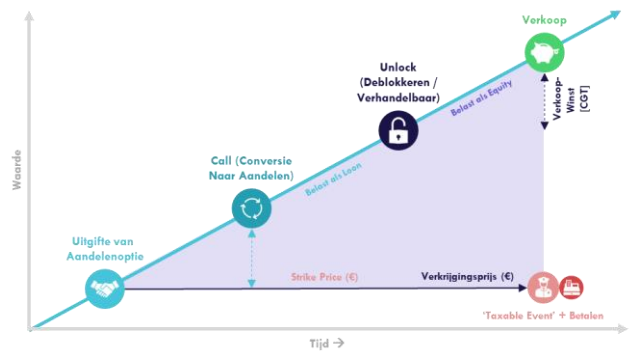 Verkoop
Unlock
(Deblokkeren /
Verhandelbaar)
Belast als Equity
Verkoop-
Winst
[CGT]
Call (Conversie
Naar Aandelen)
Belast als Loon
Waarde
Uitgifte van
Aandelenoptie
Strike Price (€)
Verkrijgingsprijs (€)
'Taxable Event' + Betalen
Tijd →